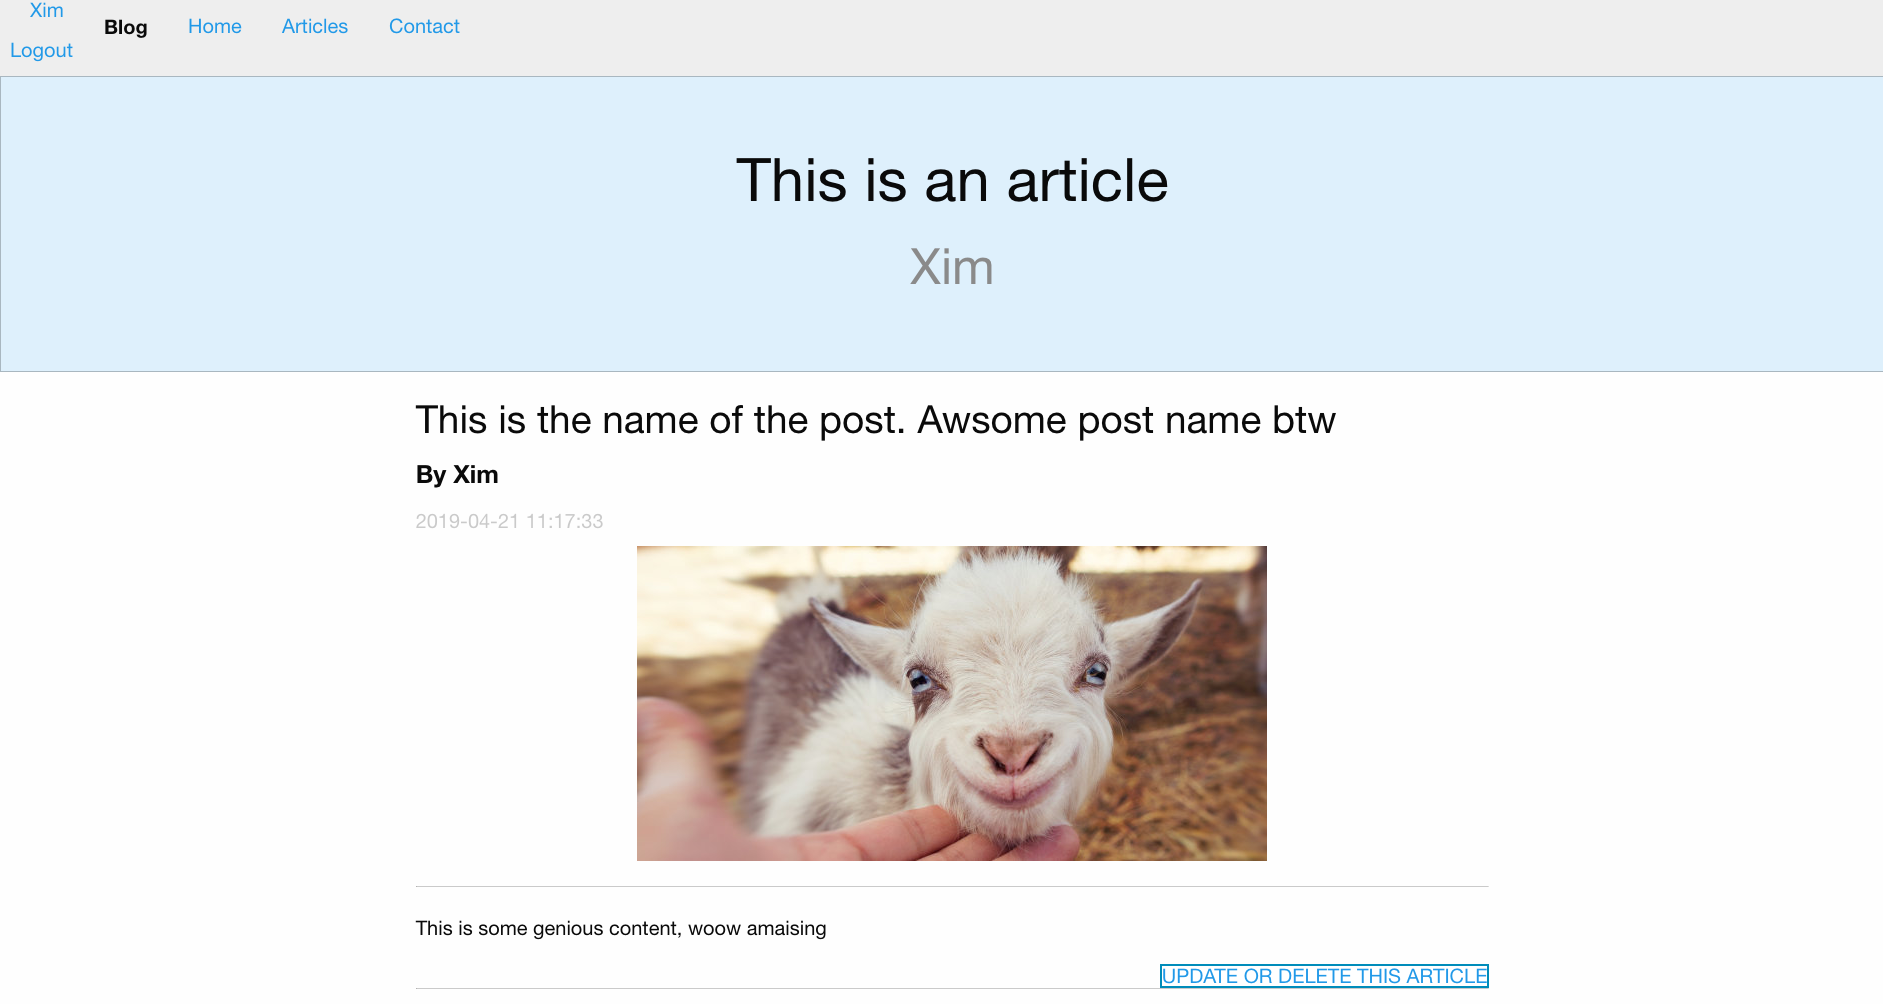 Xim
Logout
Blog Home Articles Contact
This is an article
Xim
This is the name of the post. Awsome post name btw
By Xim
2019-04-21 11:17:33
This is some genious content, woow amaising
UPDATE OR DELETE THIS ARTICLE